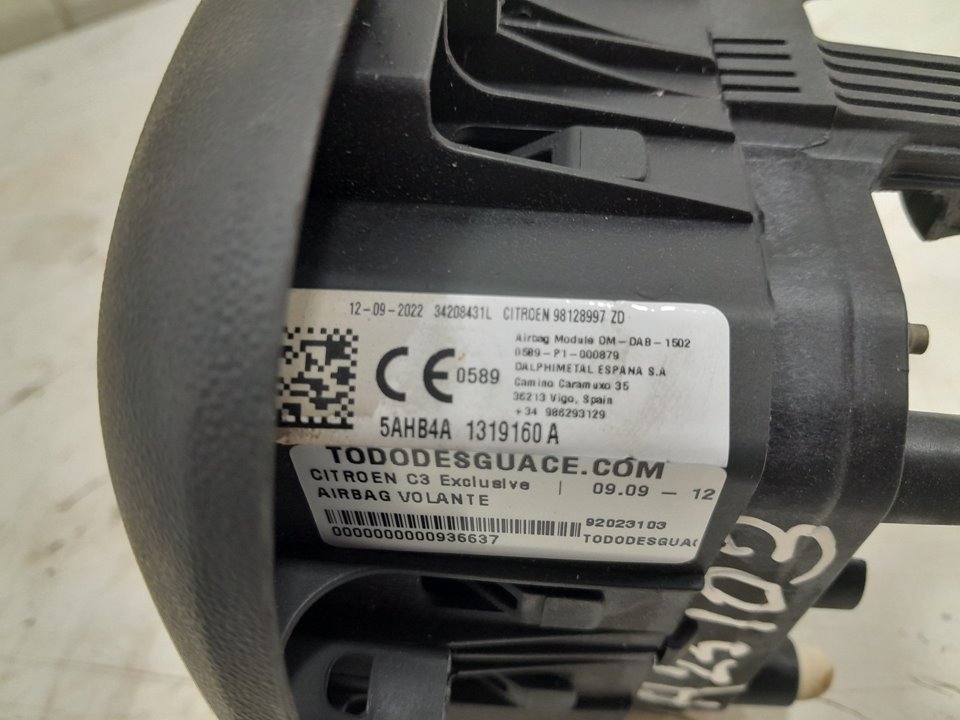 12-09-2022 34208431L CITROEN 98128997 ZD
Airbag Module DM-DAB-1502
0589-P1-000879
DALPHIMETAL ESPANA S.A
Camino Caramuxo 35
36213 Vigo, Spain
+34 986293129
CE 0589
5AHB4A 1319160 A
TODODESGUACE.COM
CITROEN C3 Exclusive | 09.09 - 12
AIRBAG VOLANTE
92023103
0000000000936637 TODODESGUAC